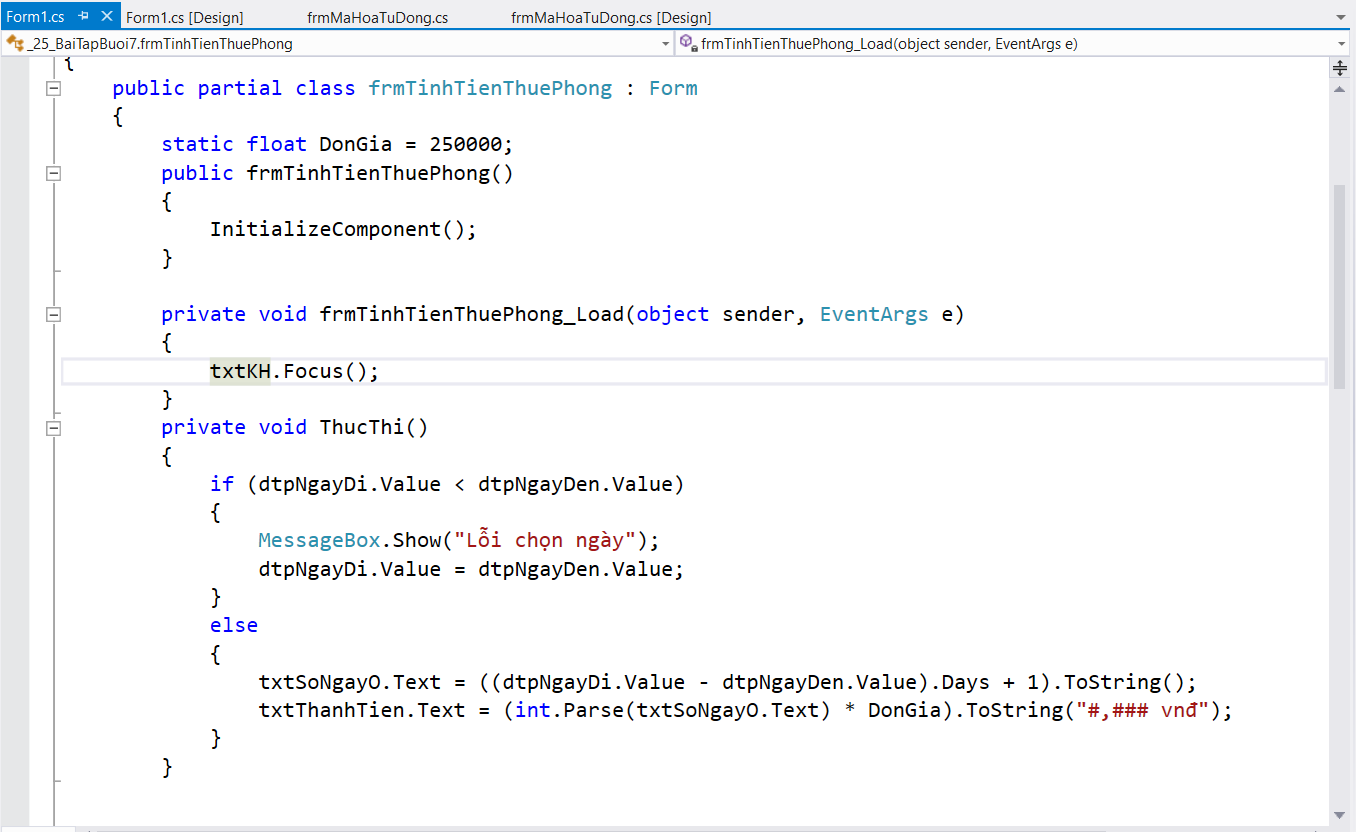 Form1.cs Form1.cs [Design] frmMaHoaTuDong.cs frmMaHoaTuDong.cs [Design]
_25_BaiTapBuoi7.frmTinhTienThuePhong frmTinhTienThuePhong_Load(object sender, EventArgs e)
{
public partial class frmTinhTienThuePhong : Form
{
static float DonGia = 250000;
public frmTinhTienThuePhong()
{
InitializeComponent();
}
private void frmTinhTienThuePhong_Load(object sender, EventArgs e)
{
txtKH.Focus();
}
private void ThucThi()
{
if (dtpNgayDi.Value < dtpNgayDen.Value)
{
MessageBox.Show("Lỗi chọn ngày");
dtpNgayDi.Value = dtpNgayDen.Value;
}
else
{
txtSoNgayO.Text = ((dtpNgayDi.Value - dtpNgayDen.Value).Days + 1).ToString();
txtThanhTien.Text = (int.Parse(txtSoNgayO.Text) * DonGia).ToString("#,### vnđ");
}
}